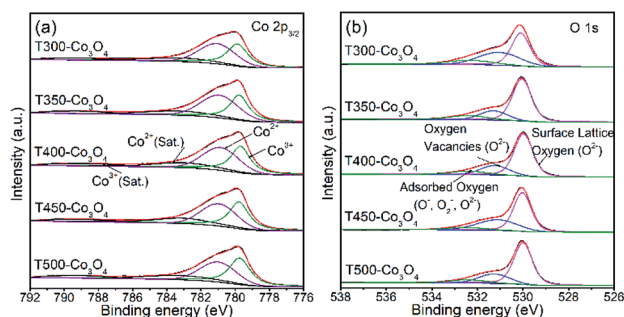 (a)
Co 2p3/2
T300-Co3O4
T350-Co3O4
Co2+(Sat.)
Co2+
T400-Co3O4
Co3+
Co3+(Sat.)
T450-Co3O4
T500-Co3O4
Intensity (a.u.)
792 790 788 786 784 782 780 778 776
Binding energy (eV)
(b)
O 1s
T300-Co3O4
T350-Co3O4
Oxygen
Vacancies (O2-)
Surface Lattice
Oxygen (O2-)
T400-Co3O4
Adsorbed Oxygen
(O-, O2-, O2-)
T450-Co3O4
T500-Co3O4
Intensity (a.u.)
538 536 534 532 530 528 526
Binding energy (eV)